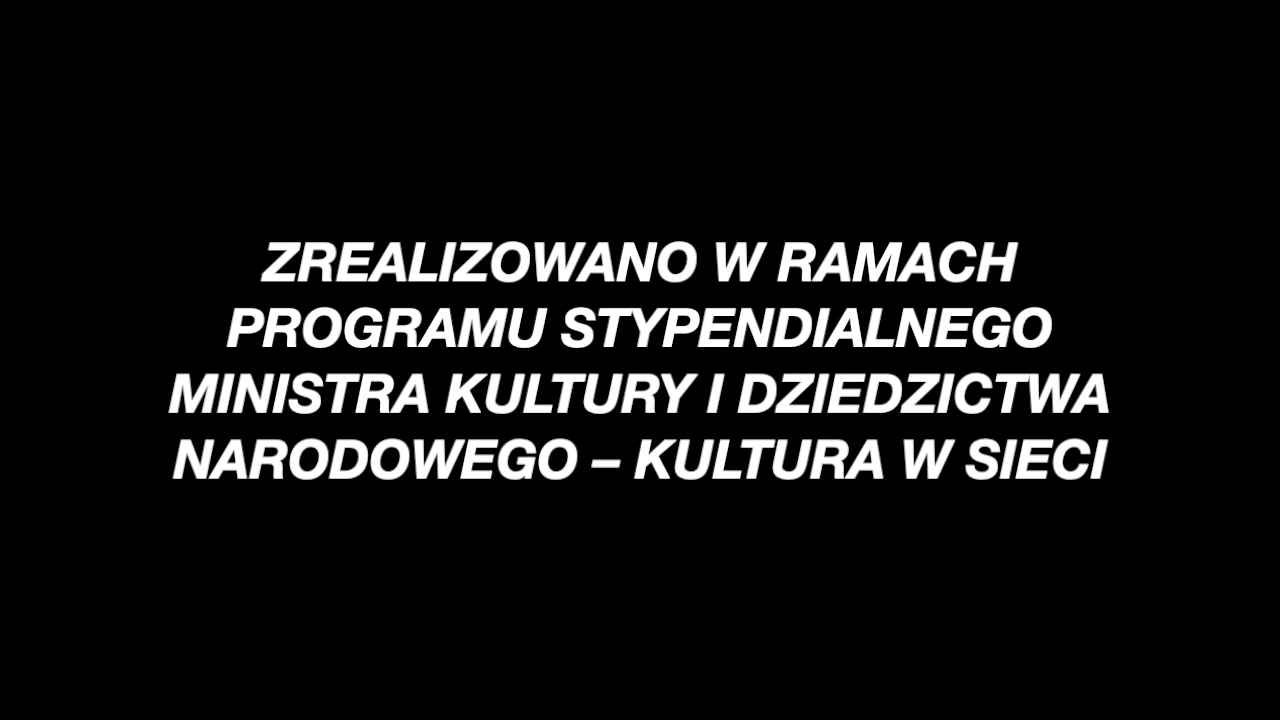 ZREALIZOWANO W RAMACH
PROGRAMU STYPENDIALNEGO
MINISTRA KULTURY I DZIEDZICTWA
NARODOWEGO – KULTURA W SIECI